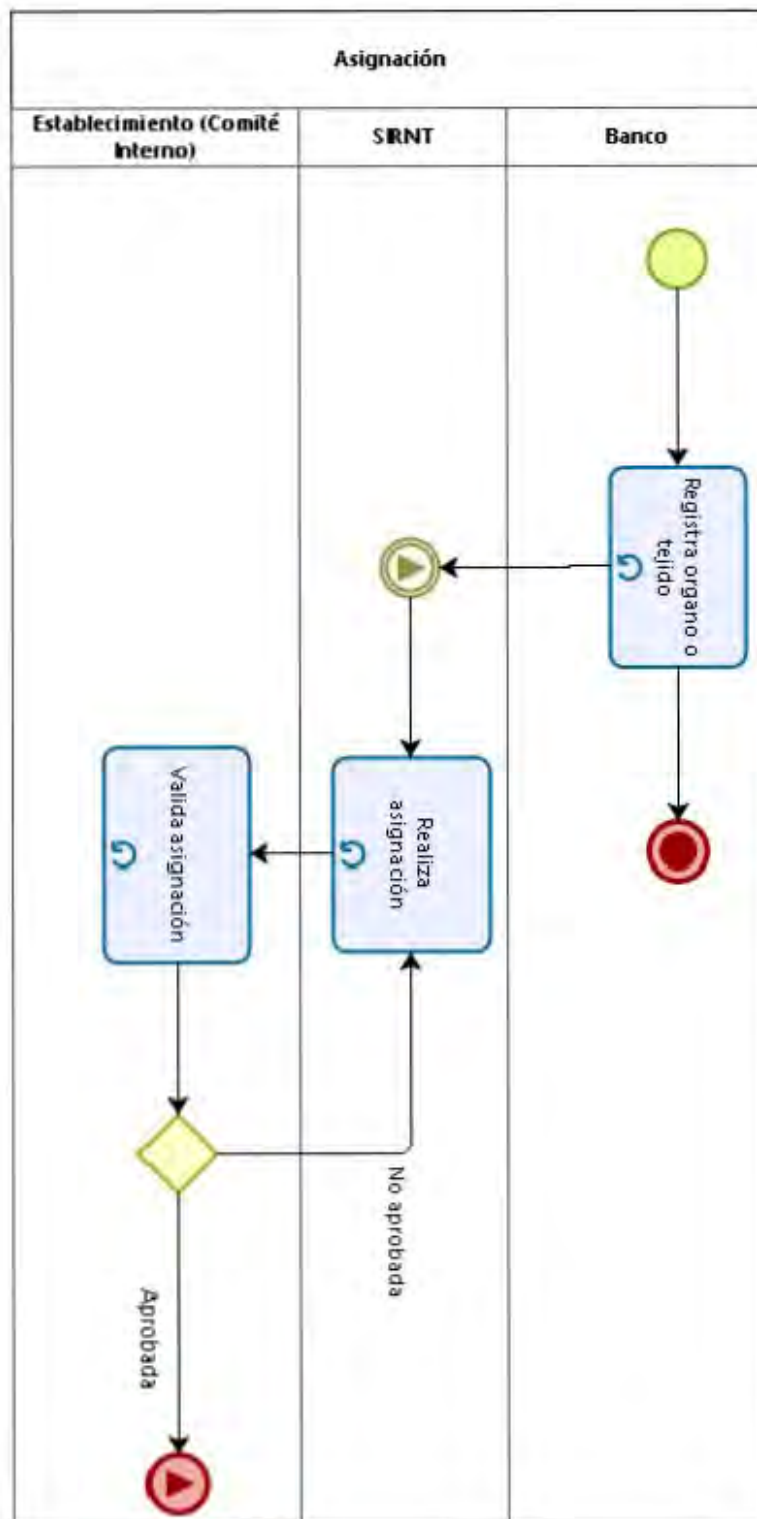 Asignación
Establecimiento (Comité
Interno)
SIRNT
Banco
Registra organo o
tejido
Realiza
asignación
Valida asignación
No aprobada
Aprobada